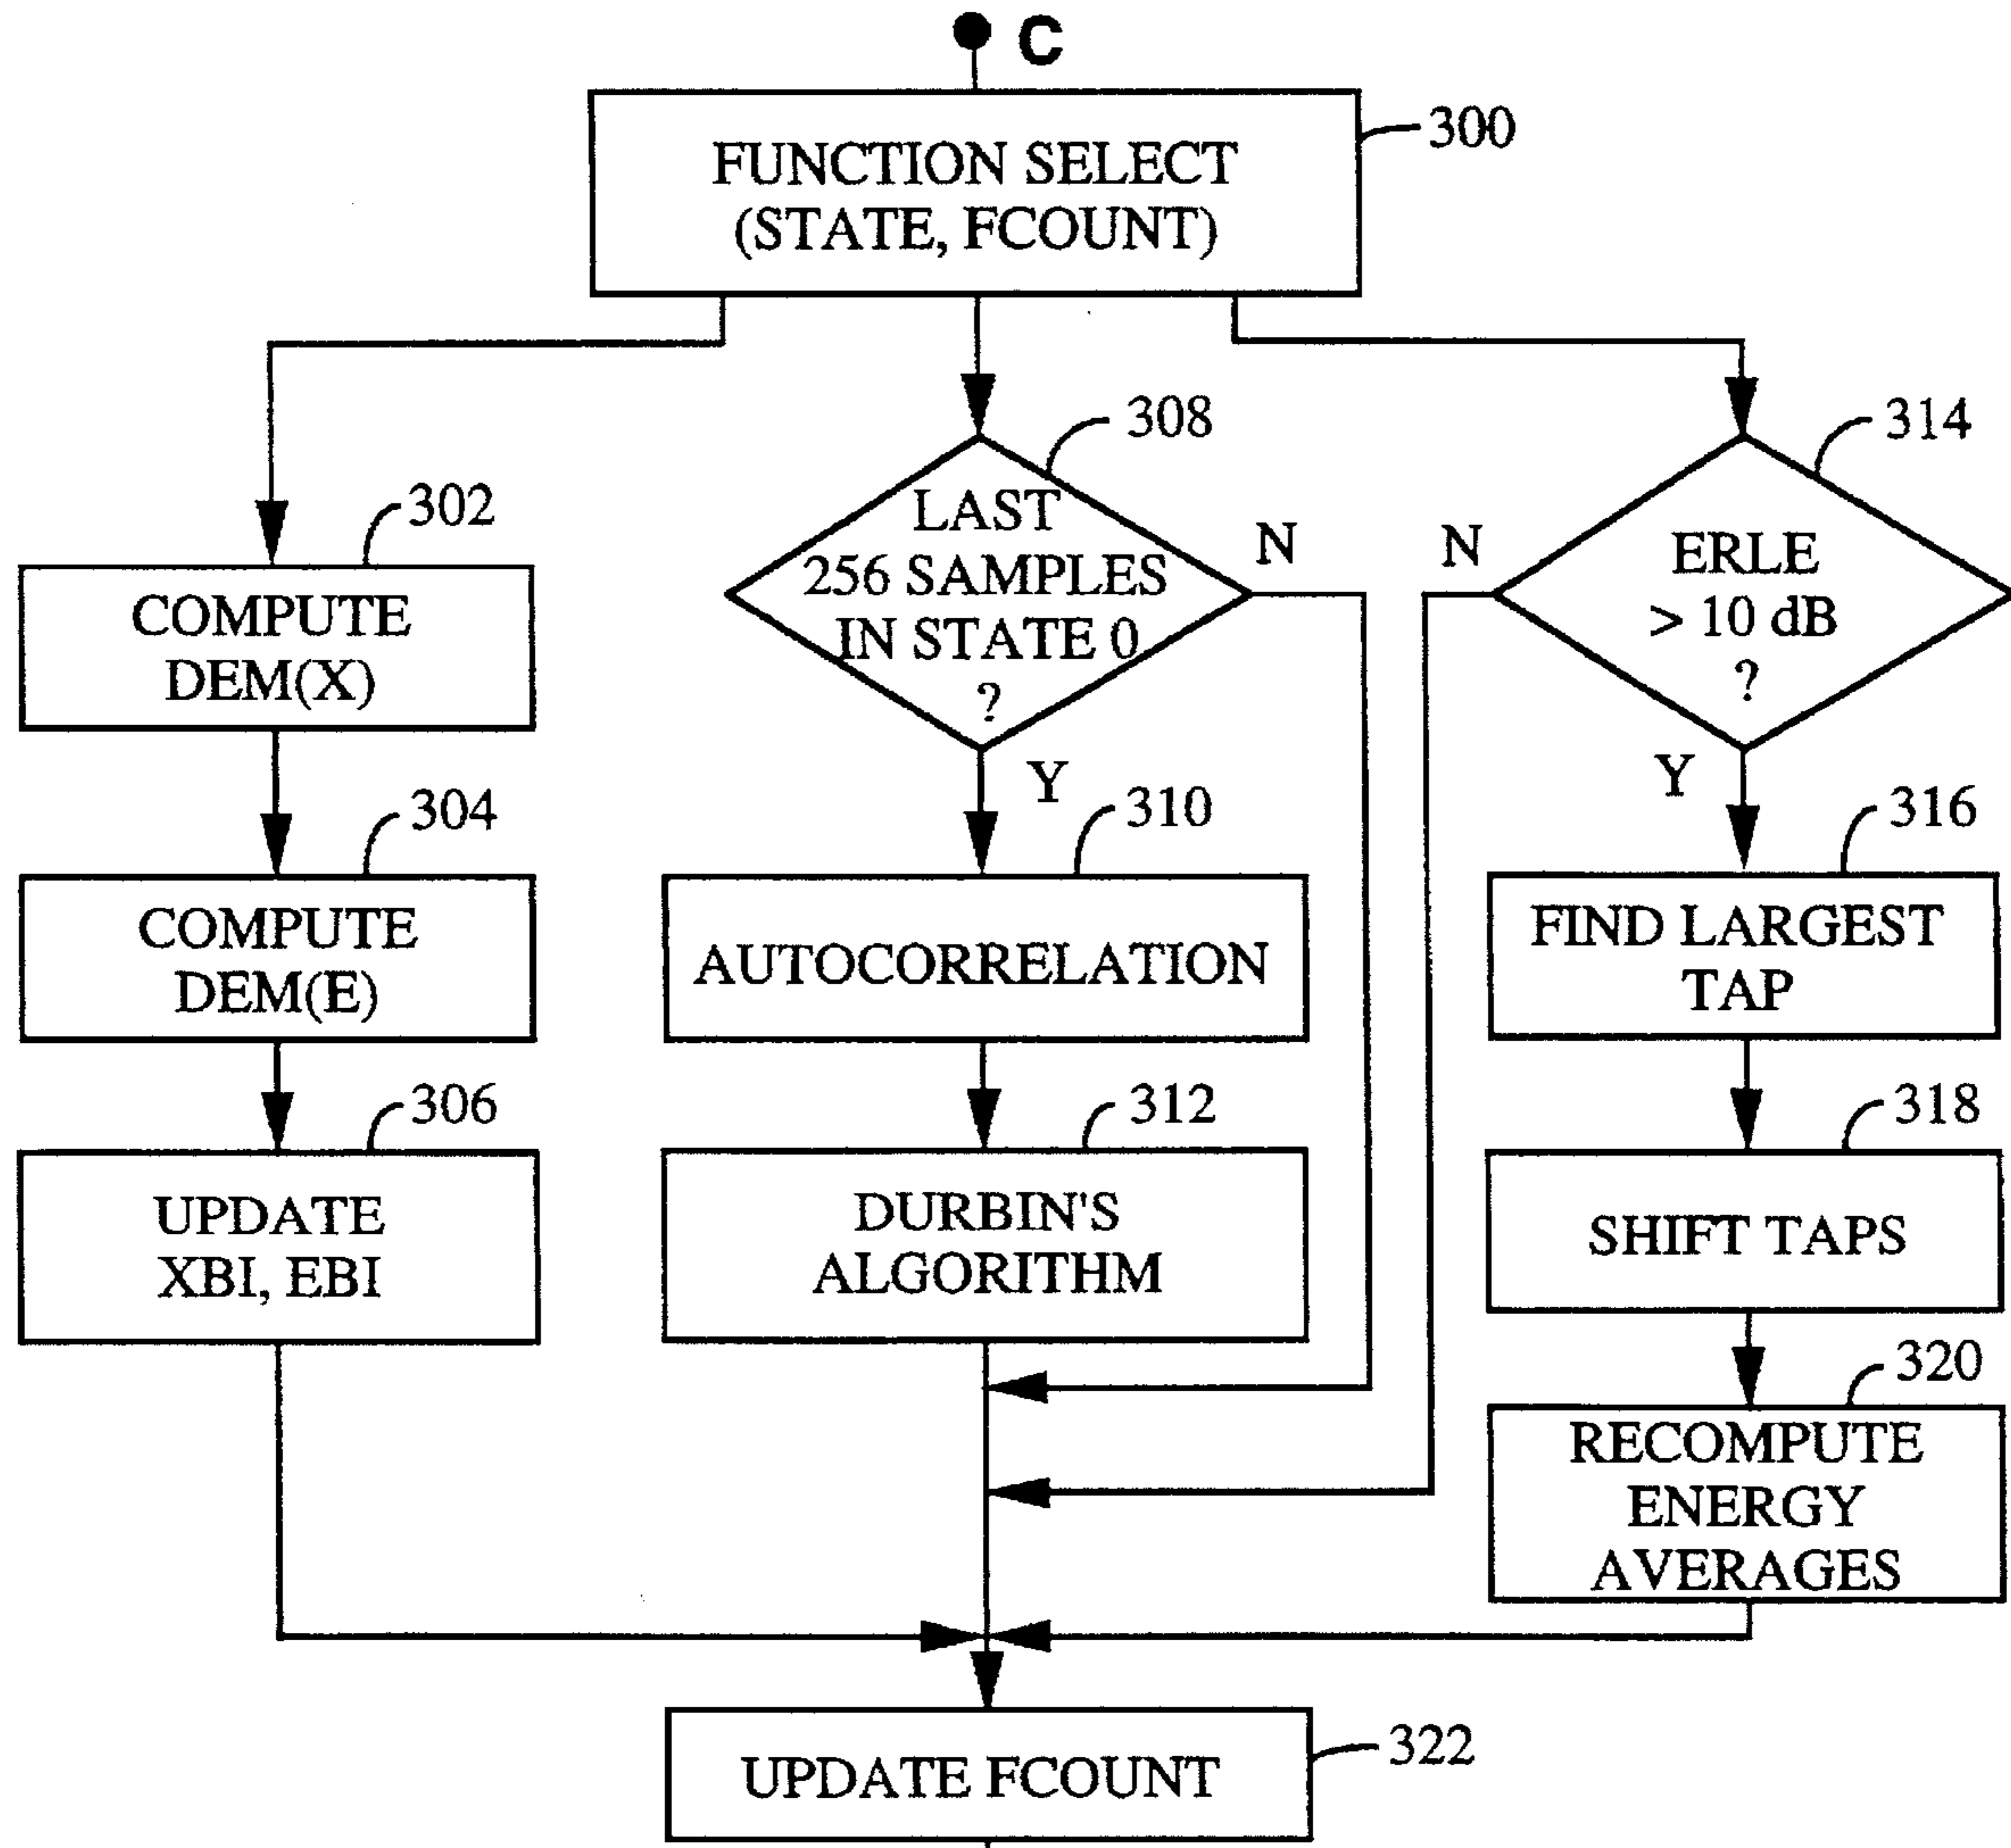 C
FUNCTION SELECT
(STATE, FCOUNT)
300
302
COMPUTE
DEM(X)
304
COMPUTE
DEM(E)
306
UPDATE
XBI, EBI
308
LAST
256 SAMPLES
IN STATE 0
?
N
Y
310
AUTOCORRELATION
312
DURBIN'S
ALGORITHM
314
ERLE
> 10 dB
?
N
Y
316
FIND LARGEST
TAP
318
SHIFT TAPS
320
RECOMPUTE
ENERGY
AVERAGES
UPDATE FCOUNT
322